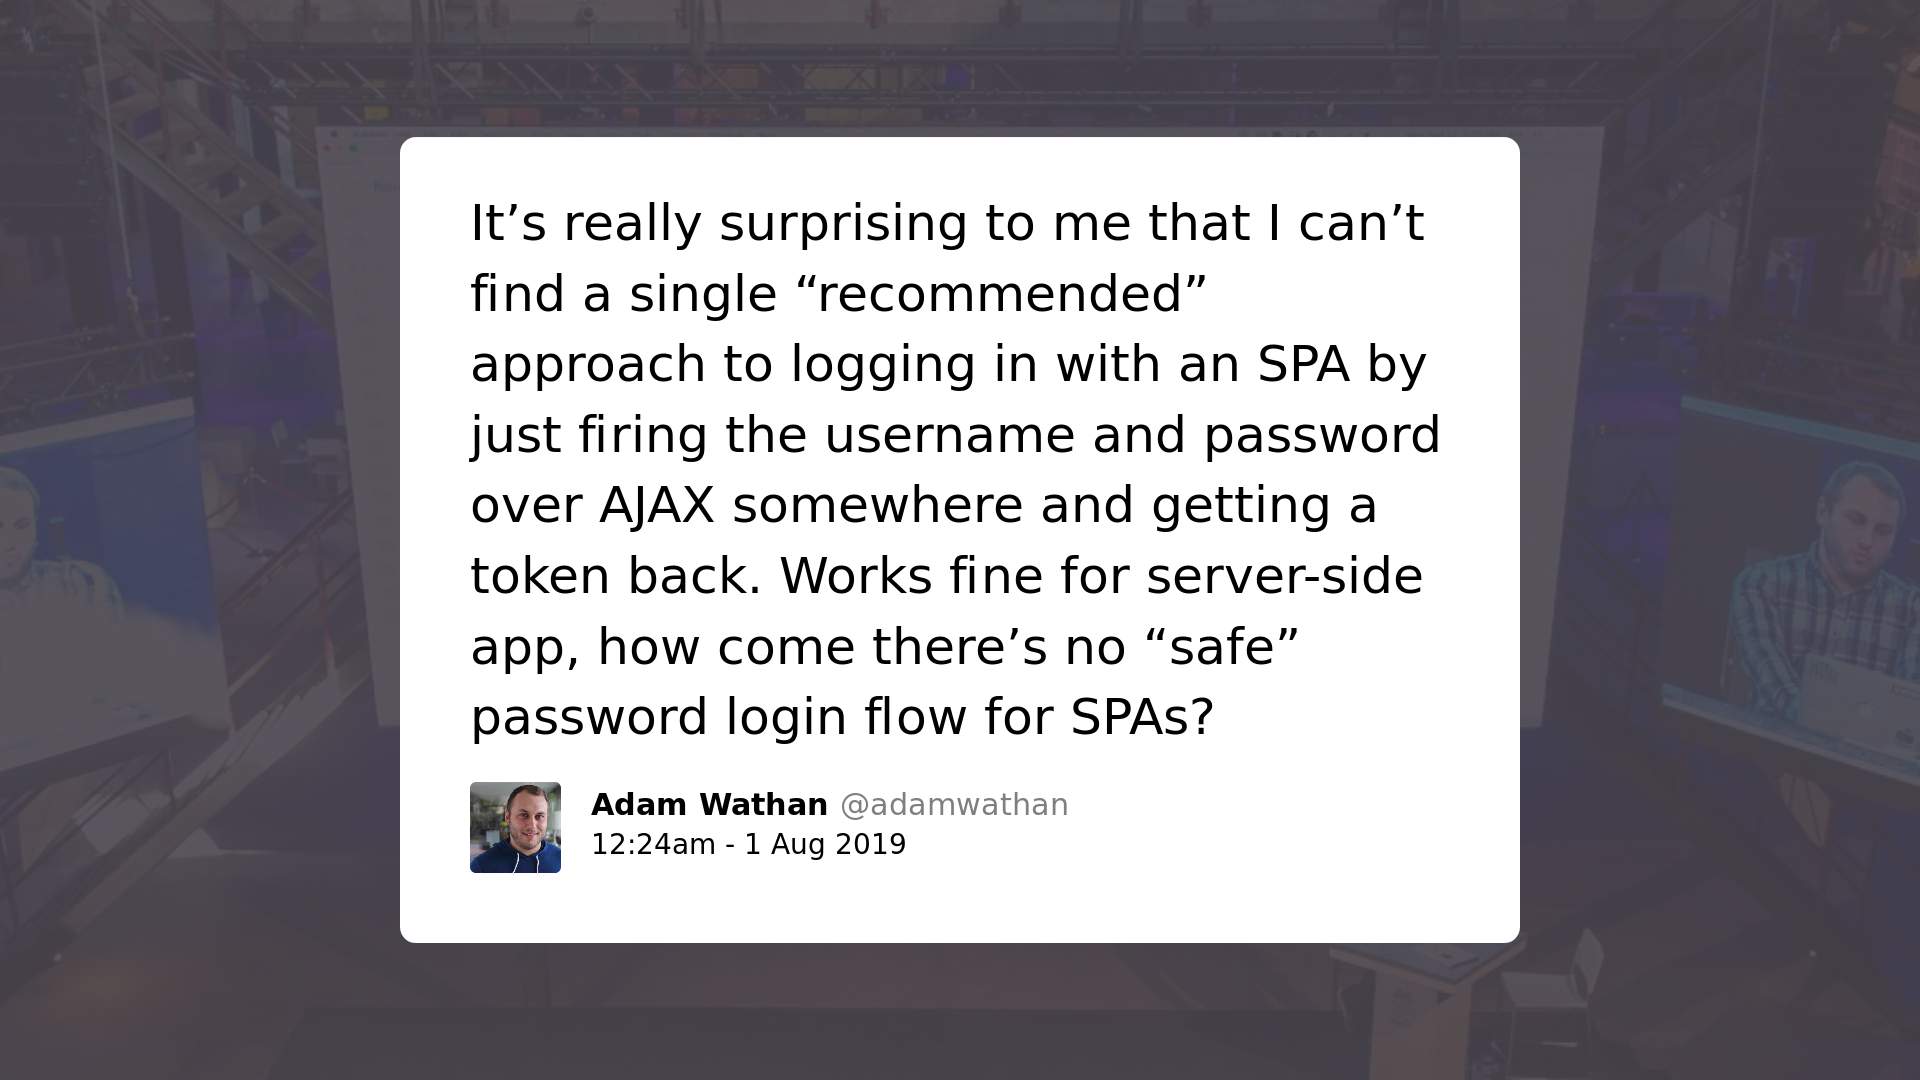 It’s really surprising to me that I can’t
find a single “recommended”
approach to logging in with an SPA by
just firing the username and password
over AJAX somewhere and getting a
token back. Works fine for server-side
app, how come there’s no “safe”
password login flow for SPAs?
Adam Wathan @adamwathan
12:24am - 1 Aug 2019